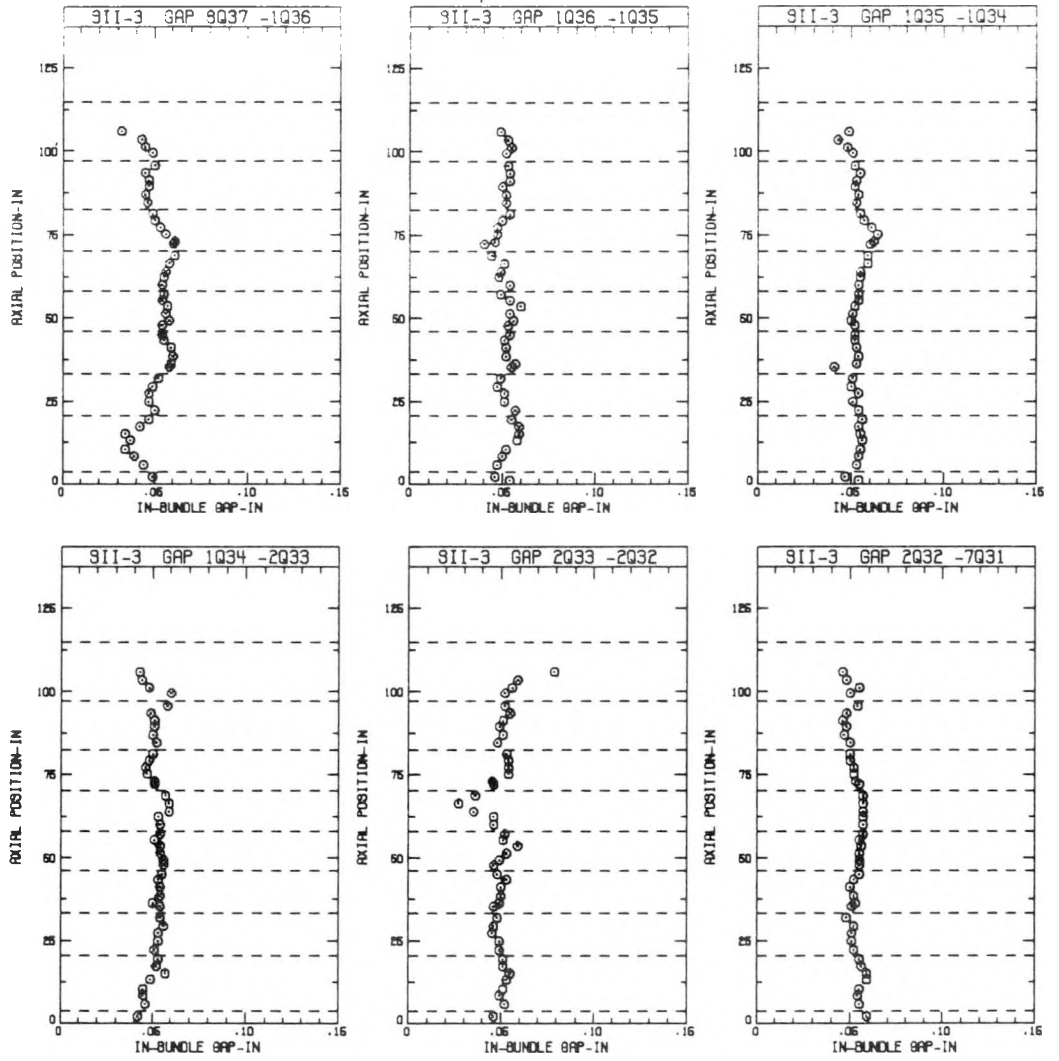 9II-3 GAP 9Q37 -1Q36
9II-3 GAP 1Q36 -1Q35
9II-3 GAP 1Q35 -1Q34
AXIAL POSITION-IN
125
100
75
50
25
0
0 .05 .10 .15
IN-BUNDLE GAP-IN
AXIAL POSITION-IN
125
100
75
50
25
0
0 .05 .10 .15
IN-BUNDLE GAP-IN
AXIAL POSITION-IN
125
100
75
50
25
0
0 .05 .10 .15
IN-BUNDLE GAP-IN
9II-3 GAP 1Q34 -2Q33
9II-3 GAP 2Q33 -2Q32
9II-3 GAP 2Q32 -7Q31
AXIAL POSITION-IN
125
100
75
50
25
0
0 .05 .10 .15
IN-BUNDLE GAP-IN
AXIAL POSITION-IN
125
100
75
50
25
0
0 .05 .10 .15
IN-BUNDLE GAP-IN
AXIAL POSITION-IN
125
100
75
50
25
0
0 .05 .10 .15
IN-BUNDLE GAP-IN